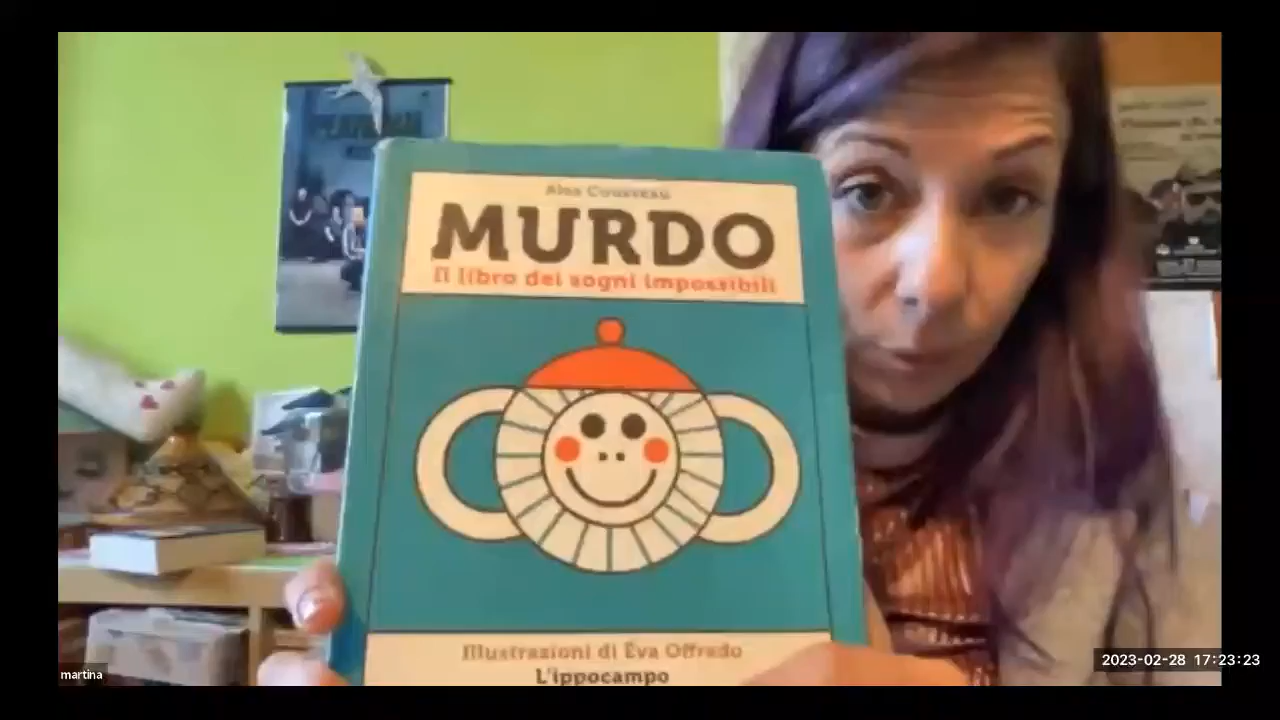 Alex Cousseau
MURDO
Il libro dei sogni impossibili
Illustrazioni di Éva Offredo
L'ippocampo
martina
2023-02-28 17:23:23